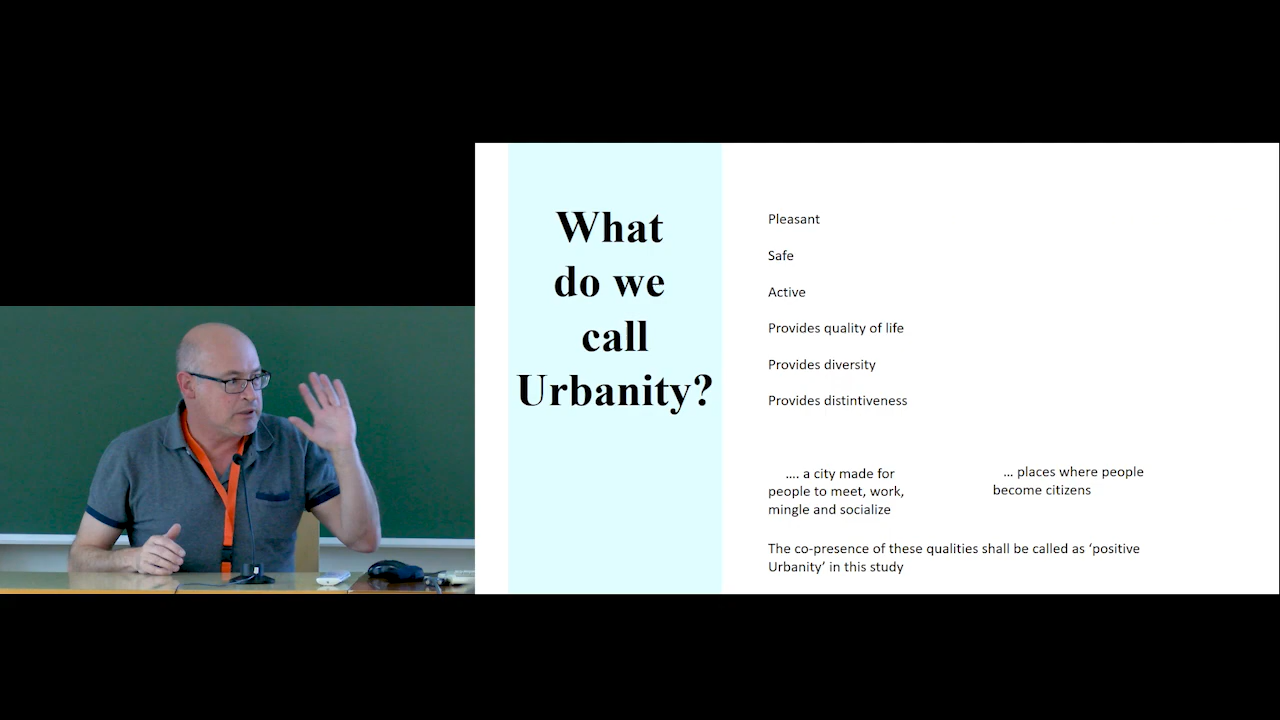 What
do we
call
Urbanity?
Pleasant
Safe
Active
Provides quality of life
Provides diversity
Provides distintiveness
.... a city made for
people to meet, work,
mingle and socialize
... places where people
become citizens
The co-presence of these qualities shall be called as ‘positive
Urbanity’ in this study